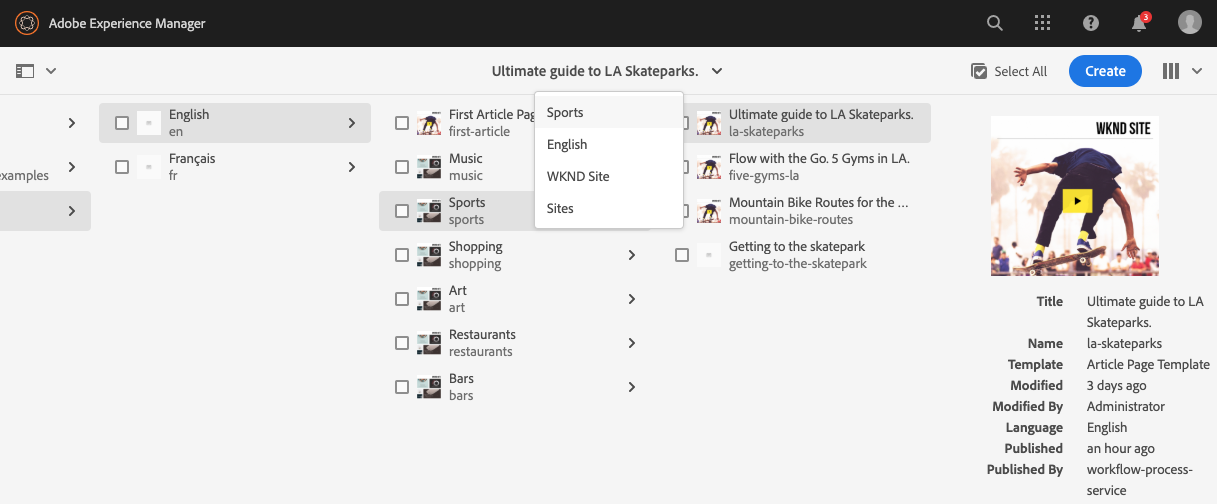 Adobe Experience Manager
3
Ultimate guide to LA Skateparks.
Select All
Create
examples
English
en
Français
fr
First Article Pag
first-article
Music
music
Sports
sports
Shopping
shopping
Art
art
Restaurants
restaurants
Bars
bars
Sports
English
WKND Site
Sites
Ultimate guide to LA Skateparks.
la-skateparks
Flow with the Go. 5 Gyms in LA.
five-gyms-la
Mountain Bike Routes for the ...
mountain-bike-routes
Getting to the skatepark
getting-to-the-skatepark
WKND SITE
Title Ultimate guide to LA
Skateparks.
Name la-skateparks
Template Article Page Template
Modified 3 days ago
Modified By Administrator
Language English
Published an hour ago
Published By workflow-process-
service